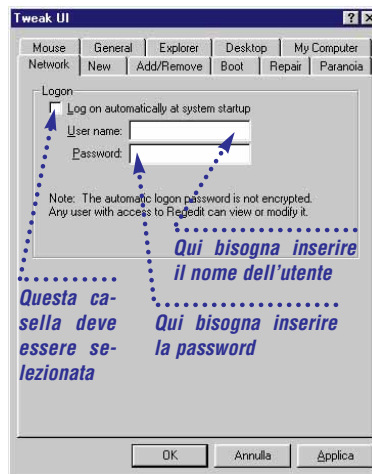 Tweak UI
Mouse General Explorer Desktop My Computer
Network New Add/Remove Boot Repair Paranoia
Logon
Log on automatically at system startup
User name:
Password:
Note: The automatic logon password is not encrypted.
Any user with access to Regedit can view or modify it.
Qui bisogna inserire
il nome dell'utente
Questa ca-
sella deve
essere se-
lezionata
Qui bisogna inserire
la password
OK Annulla Applica